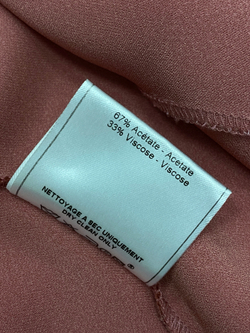 67% Acétate - Acetate
33% Viscose - Viscose
NETTOYAGE A SEC UNIQUEMENT
DRY CLEAN ONLY